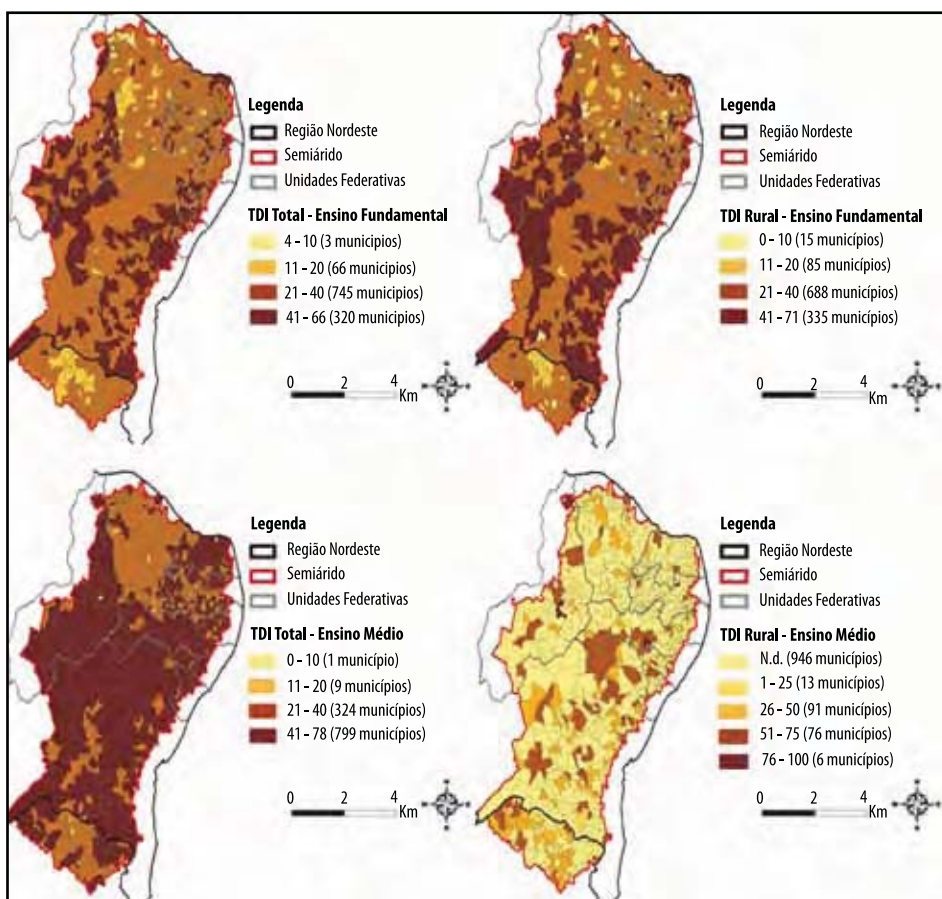 Legenda
Região Nordeste
Semiárido
Unidades Federativas
TDI Total - Ensino Fundamental
4 - 10 (3 municipios)
11 - 20 (66 municipios)
21 - 40 (745 municipios)
41 - 66 (320 municipios)
0 2 4
Km
Legenda
Região Nordeste
Semiárido
Unidades Federativas
TDI Rural - Ensino Fundamental
0 - 10 (15 municípios)
11 - 20 (85 municípios)
21 - 40 (688 municípios)
41 - 71 (335 municípios)
0 2 4
Km
Legenda
Região Nordeste
Semiárido
Unidades Federativas
TDI Total - Ensino Médio
0 - 10 (1 município)
11 - 20 (9 municípios)
21 - 40 (324 municípios)
41 - 78 (799 municípios)
0 2 4
Km
Legenda
Região Nordeste
Semiárido
Unidades Federativas
TDI Rural - Ensino Médio
N.d. (946 municípios)
1 - 25 (13 municípios)
26 - 50 (91 municípios)
51 - 75 (76 municípios)
76 - 100 (6 municípios)
0 2 4
Km